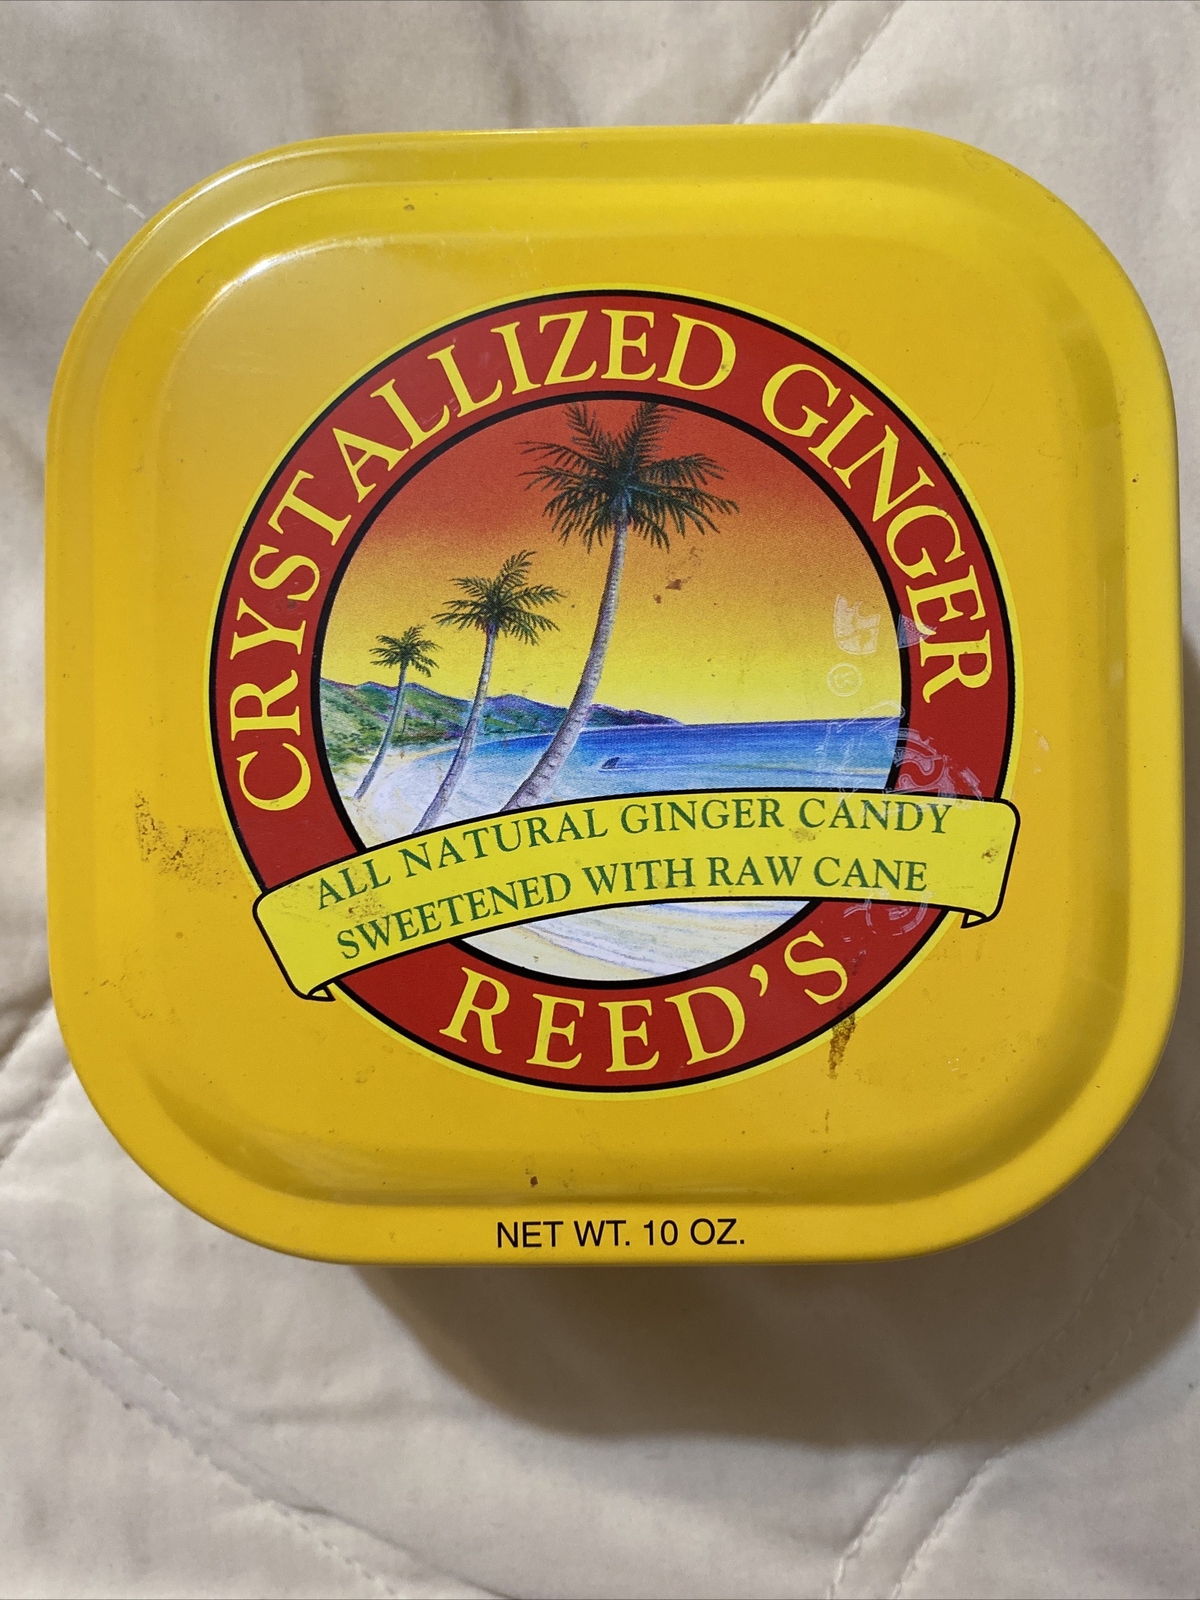 CRYSTALLIZED GINGER
ALL NATURAL GINGER CANDY
SWEETENED WITH RAW CANE
REED'S
NET WT. 10 OZ.